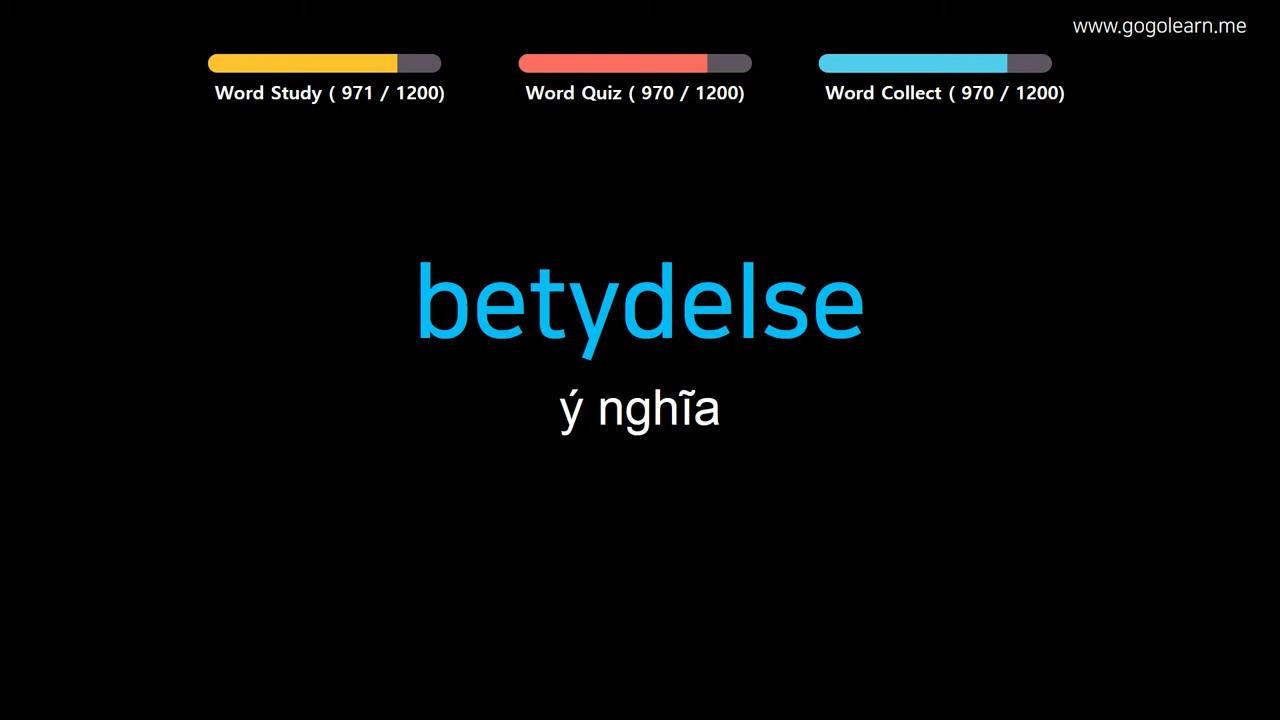 www.gogolearn.me
Word Study ( 971 / 1200)
Word Quiz ( 970 / 1200)
Word Collect ( 970 / 1200)
betydelse
ý nghĩa